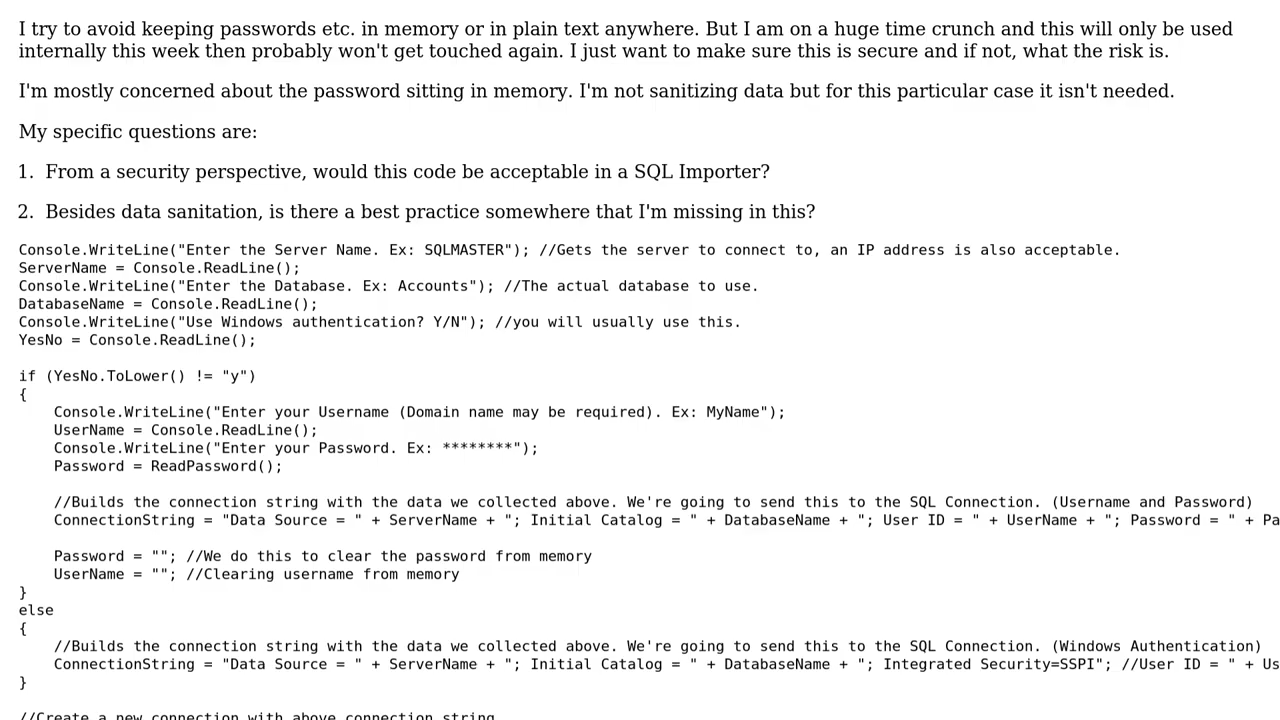 I try to avoid keeping passwords etc. in memory or in plain text anywhere. But I am on a huge time crunch and this will only be used
internally this week then probably won't get touched again. I just want to make sure this is secure and if not, what the risk is.
I'm mostly concerned about the password sitting in memory. I'm not sanitizing data but for this particular case it isn't needed.
My specific questions are:
1. From a security perspective, would this code be acceptable in a SQL Importer?
2. Besides data sanitation, is there a best practice somewhere that I'm missing in this?
Console.WriteLine("Enter the Server Name. Ex: SQLMASTER"); //Gets the server to connect to, an IP address is also acceptable.
ServerName = Console.ReadLine();
Console.WriteLine("Enter the Database. Ex: Accounts"); //The actual database to use.
DatabaseName = Console.ReadLine();
Console.WriteLine("Use Windows authentication? Y/N"); //you will usually use this.
YesNo = Console.ReadLine();
if (YesNo.ToLower() != "y")
{
    Console.WriteLine("Enter your Username (Domain name may be required). Ex: MyName");
    UserName = Console.ReadLine();
    Console.WriteLine("Enter your Password. Ex: ********");
    Password = ReadPassword();
    //Builds the connection string with the data we collected above. We're going to send this to the SQL Connection. (Username and Password)
    ConnectionString = "Data Source = " + ServerName + "; Initial Catalog = " + DatabaseName + "; User ID = " + UserName + "; Password = " + Pa
    Password = ""; //We do this to clear the password from memory
    UserName = ""; //Clearing username from memory
}
else
{
    //Builds the connection string with the data we collected above. We're going to send this to the SQL Connection. (Windows Authentication)
    ConnectionString = "Data Source = " + ServerName + "; Initial Catalog = " + DatabaseName + "; Integrated Security=SSPI"; //User ID = " + Us
}
//Create a new connection with above connection string